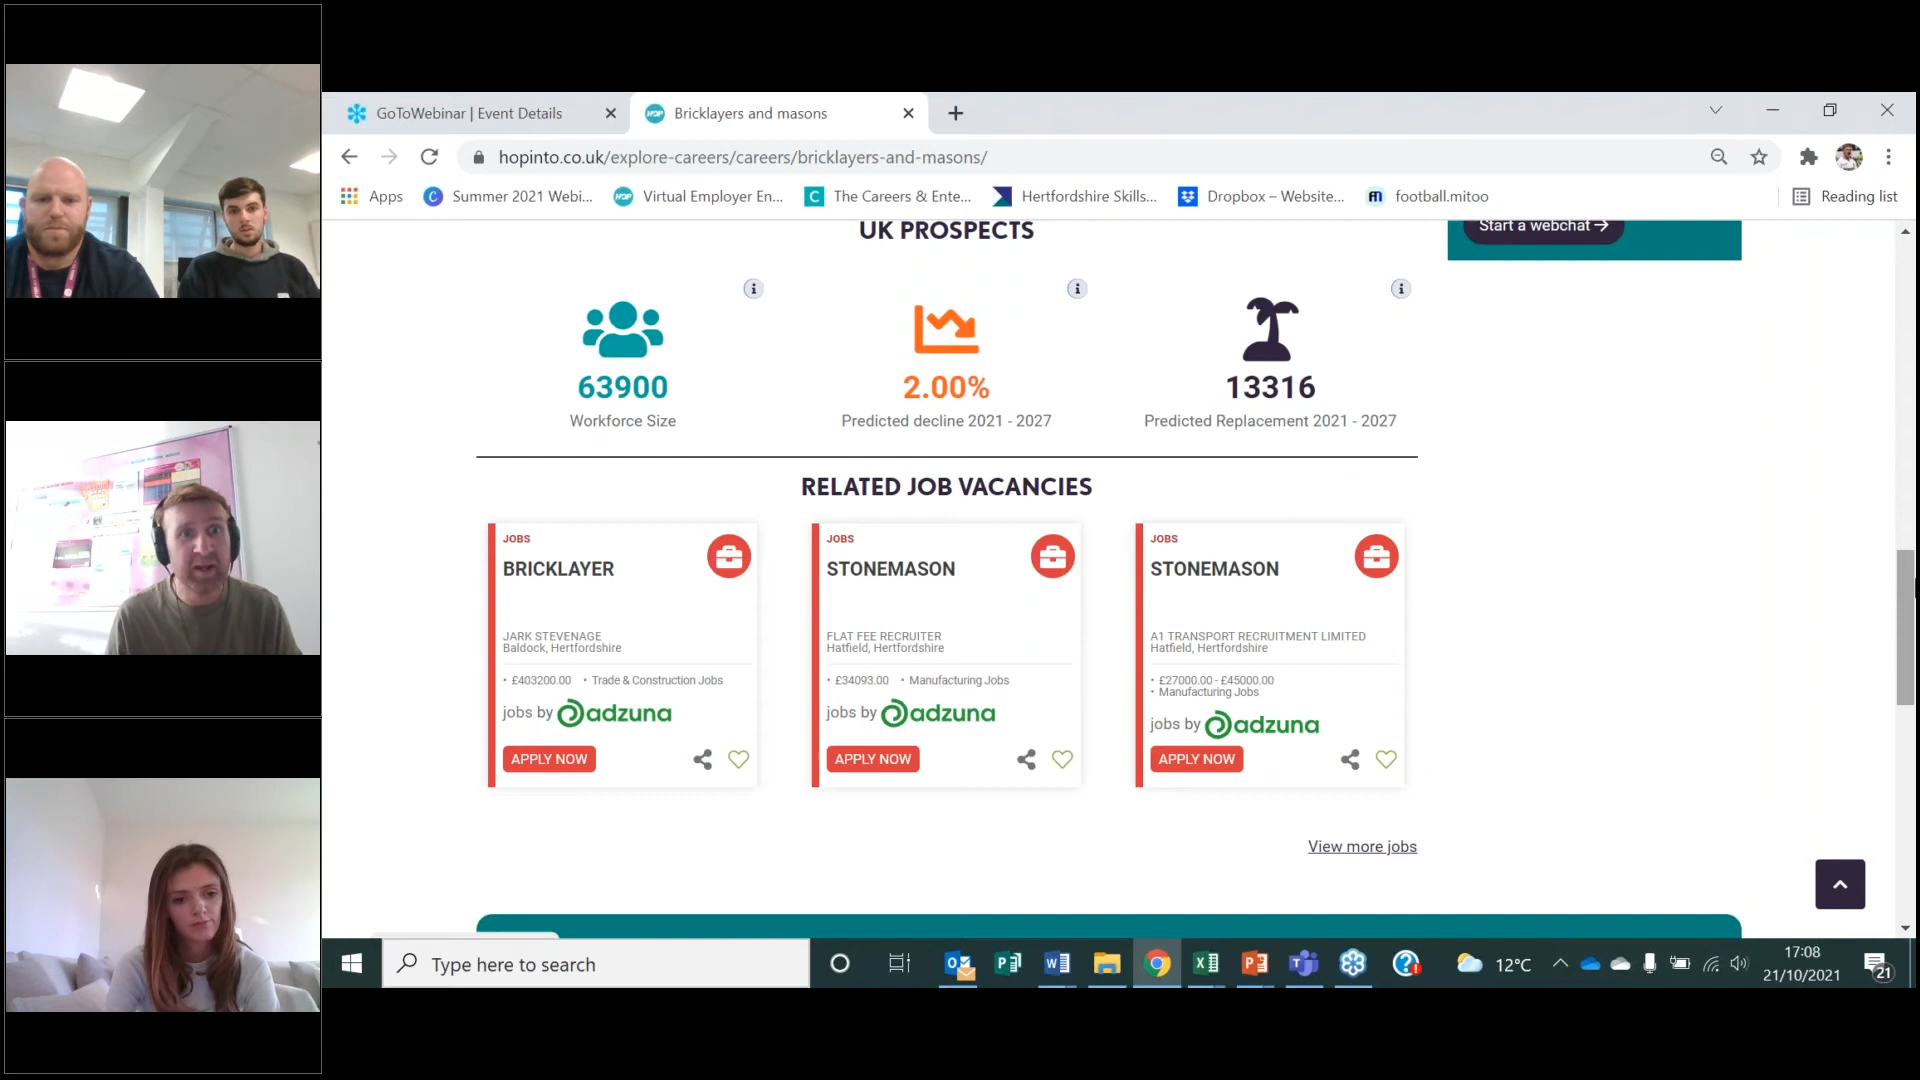 GoToWebinar | Event Details
HOP
Bricklayers and masons
hopinto.co.uk/explore-careers/careers/bricklayers-and-masons/
Apps
C
Summer 2021 Webi...
Virtual Employer En...
C
The Careers & Ente...
Hertfordshire Skills...
Dropbox – Website...
football.mitoo
Reading list
UK PROSPECTS
Start a webchat →
63900
Workforce Size
2.00%
Predicted decline 2021 - 2027
13316
Predicted Replacement 2021 - 2027
RELATED JOB VACANCIES
JOBS
BRICKLAYER
JARK STEVENAGE
Baldock, Hertfordshire
• £403200.00 • Trade & Construction Jobs
jobs by adzuna
APPLY NOW
JOBS
STONEMASON
FLAT FEE RECRUITER
Hatfield, Hertfordshire
• £34093.00 • Manufacturing Jobs
jobs by adzuna
APPLY NOW
JOBS
STONEMASON
A1 TRANSPORT RECRUITMENT LIMITED
Hatfield, Hertfordshire
• £27000.00 - £45000.00
• Manufacturing Jobs
jobs by adzuna
APPLY NOW
View more jobs
Type here to search
12°C
17:08
21/10/2021
21